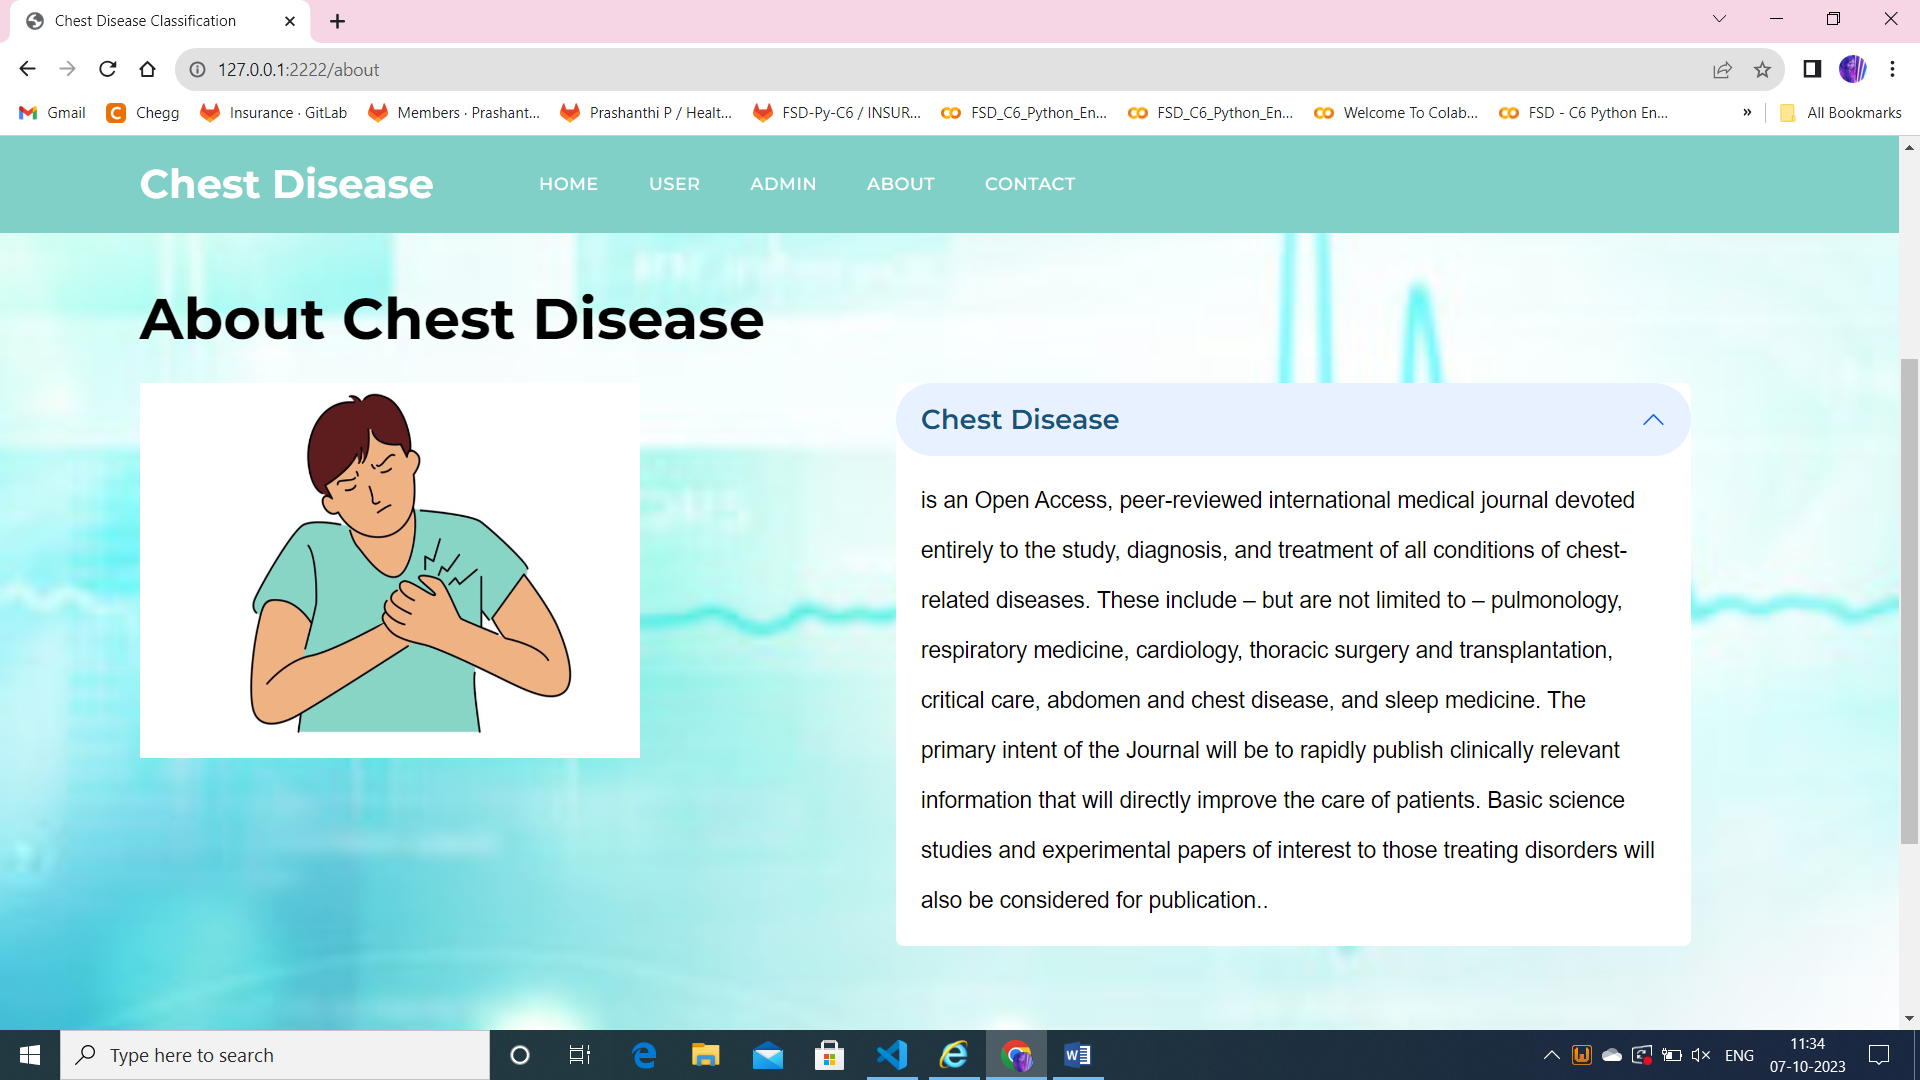 Chest Disease Classification
127.0.0.1:2222/about
Gmail
Chegg
Insurance · GitLab
Members · Prashant...
Prashanthi P / Healt...
FSD-Py-C6 / INSUR...
FSD_C6_Python_En...
FSD_C6_Python_En...
Welcome To Colab...
FSD - C6 Python En...
»
All Bookmarks
Chest Disease
HOME
USER
ADMIN
ABOUT
CONTACT
About Chest Disease
Chest Disease
is an Open Access, peer-reviewed international medical journal devoted
entirely to the study, diagnosis, and treatment of all conditions of chest-
related diseases. These include – but are not limited to – pulmonology,
respiratory medicine, cardiology, thoracic surgery and transplantation,
critical care, abdomen and chest disease, and sleep medicine. The
primary intent of the Journal will be to rapidly publish clinically relevant
information that will directly improve the care of patients. Basic science
studies and experimental papers of interest to those treating disorders will
also be considered for publication..
Type here to search
ENG
11:34
07-10-2023